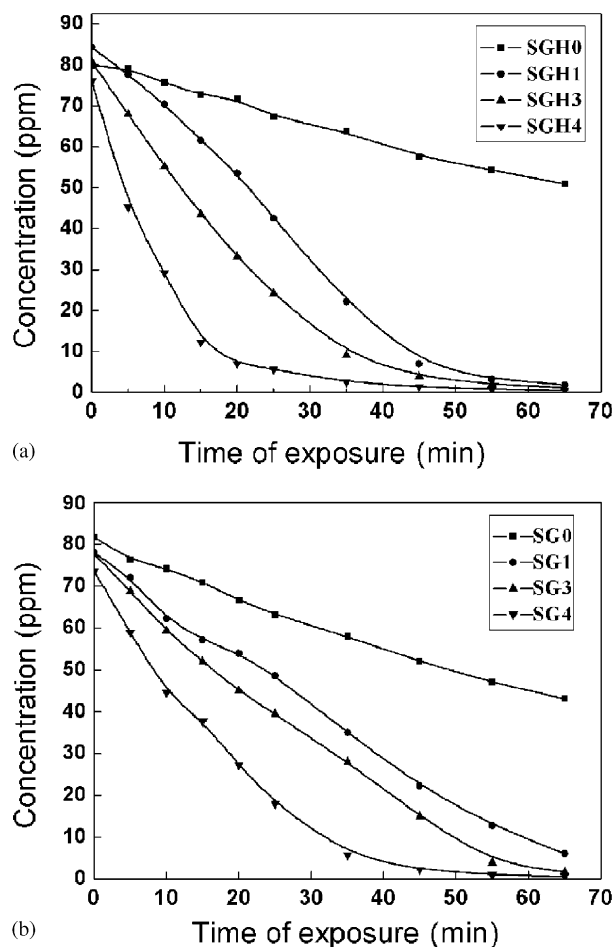 90
80
70
60
50
40
30
20
10
0
Concentration (ppm)
SGH0
SGH1
SGH3
SGH4
0 10 20 30 40 50 60 70
Time of exposure (min)
(a)
90
80
70
60
50
40
30
20
10
0
Concentration (ppm)
SG0
SG1
SG3
SG4
0 10 20 30 40 50 60 70
Time of exposure (min)
(b)